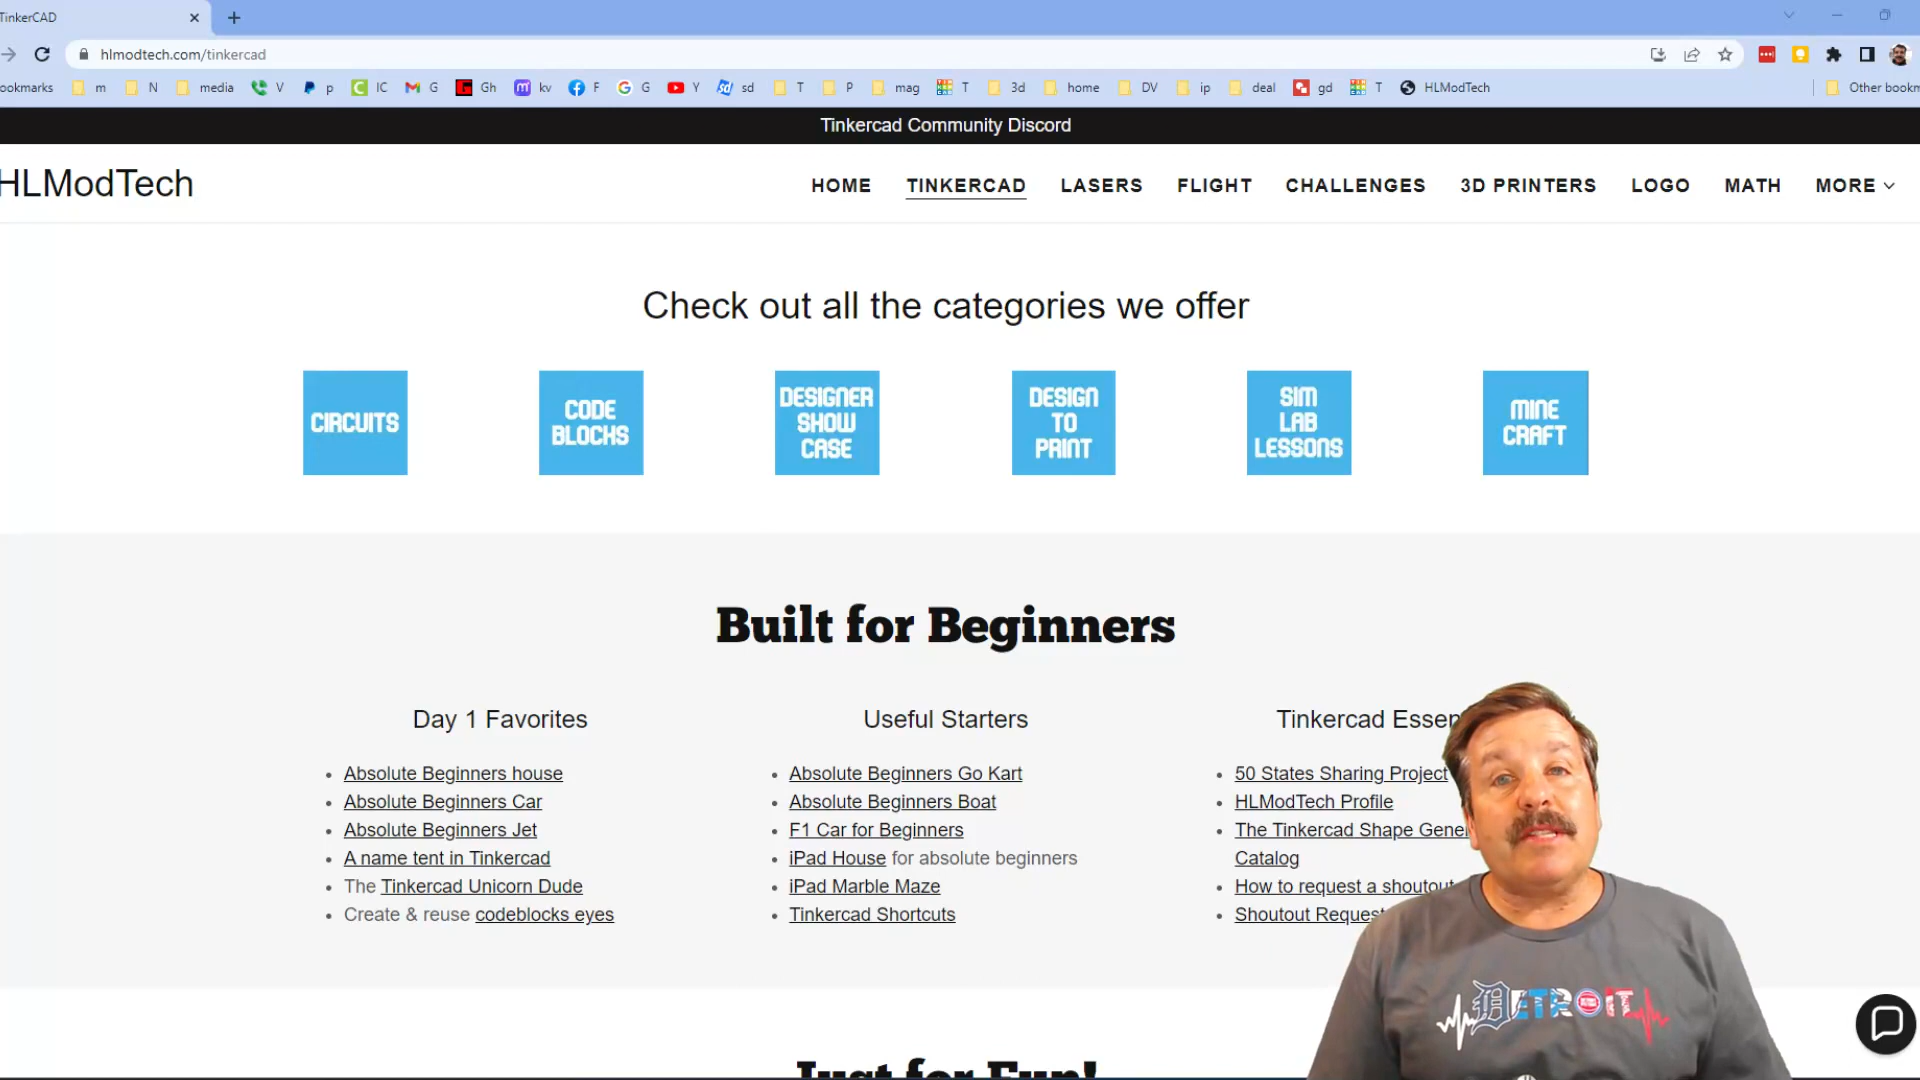 TinkerCAD
hlmodtech.com/tinkercad
ookmarks m N media V p IC G Gh kv F G Y sd T P mag T 3d home DV ip deal gd T HLModTech Other bookm
Tinkercad Community Discord
HLModTech
HOME TINKERCAD LASERS FLIGHT CHALLENGES 3D PRINTERS LOGO MATH MORE
Check out all the categories we offer
CIRCUITS
CODE
BLOCKS
DESIGNER
SHOW
CASE
DESIGN
TO
PRINT
SIM
LAB
LESSONS
MINE
CRAFT
Built for Beginners
Day 1 Favorites
Absolute Beginners house
Absolute Beginners Car
Absolute Beginners Jet
A name tent in Tinkercad
The Tinkercad Unicorn Dude
Create & reuse codeblocks eyes
Useful Starters
Absolute Beginners Go Kart
Absolute Beginners Boat
F1 Car for Beginners
iPad House for absolute beginners
iPad Marble Maze
Tinkercad Shortcuts
Tinkercad Essen
50 States Sharing Project
HLModTech Profile
The Tinkercad Shape Gene
Catalog
How to request a shoutout
Shoutout Request
DETROIT
Just for Fun!